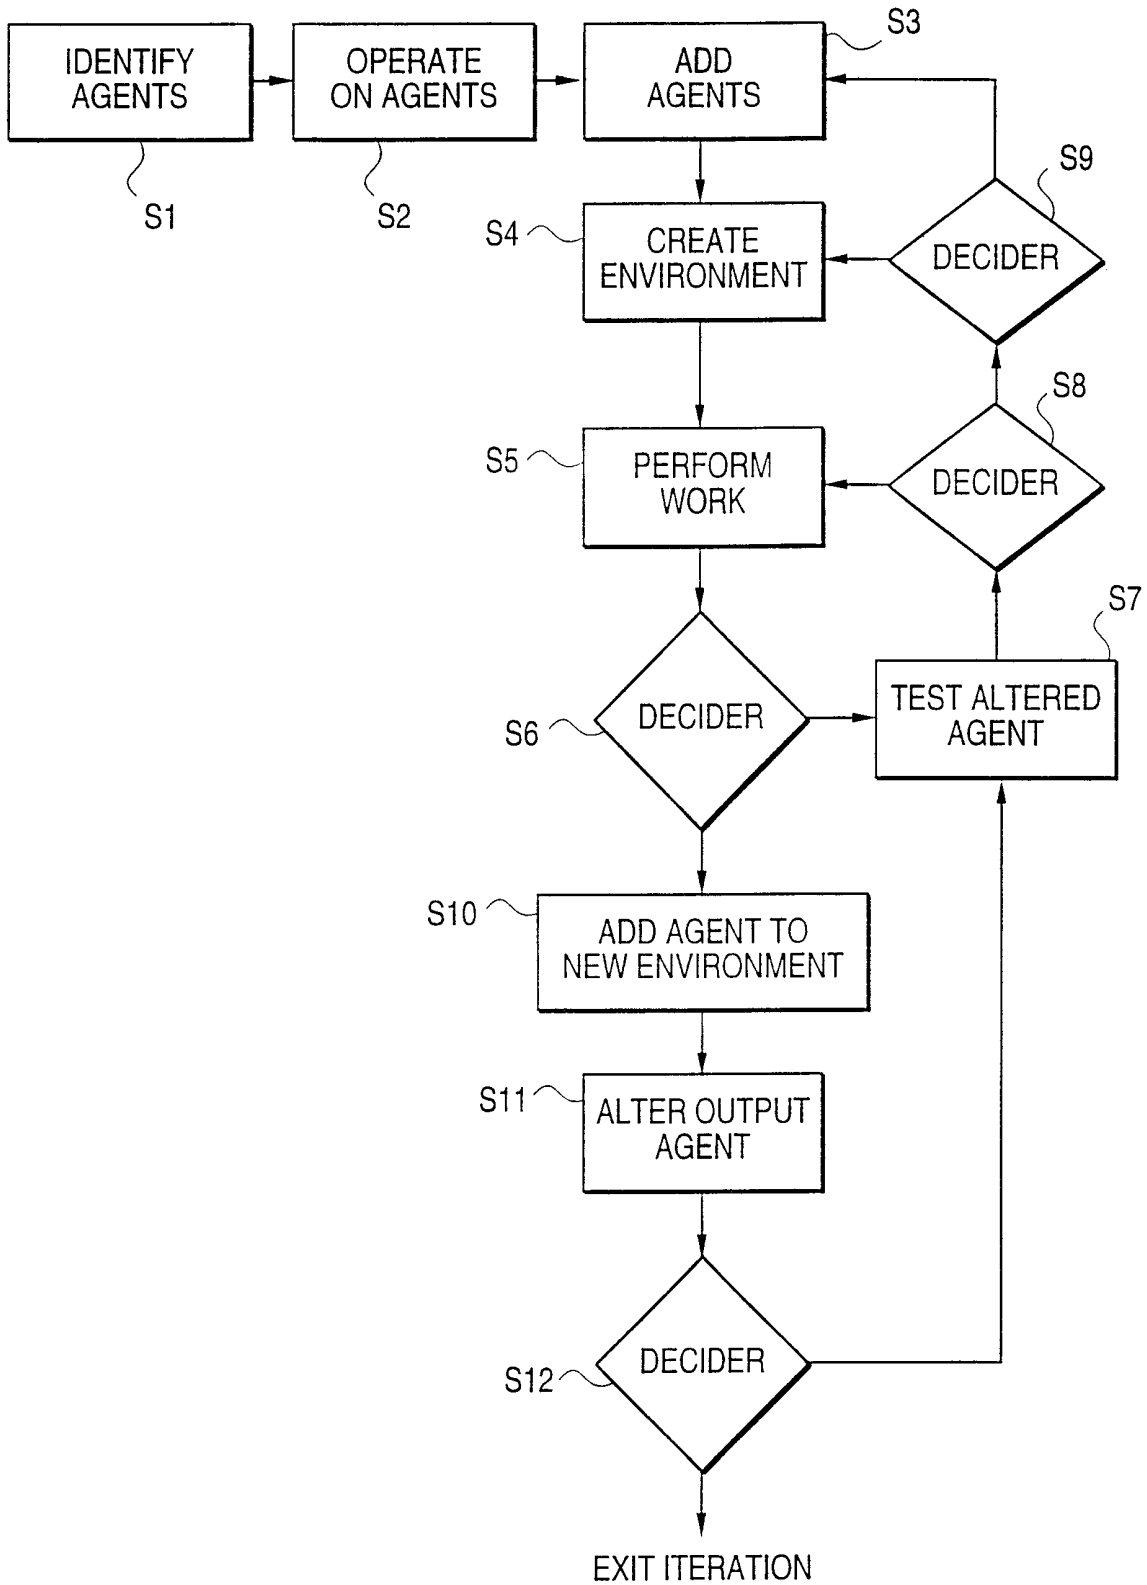 IDENTIFY
AGENTS
S1
OPERATE
ON AGENTS
S2
ADD
AGENTS
S3
CREATE
ENVIRONMENT
S4
DECIDER
S9
PERFORM
WORK
S5
DECIDER
S8
DECIDER
S6
TEST ALTERED
AGENT
S7
ADD AGENT TO
NEW ENVIRONMENT
S10
ALTER OUTPUT
AGENT
S11
DECIDER
S12
EXIT ITERATION